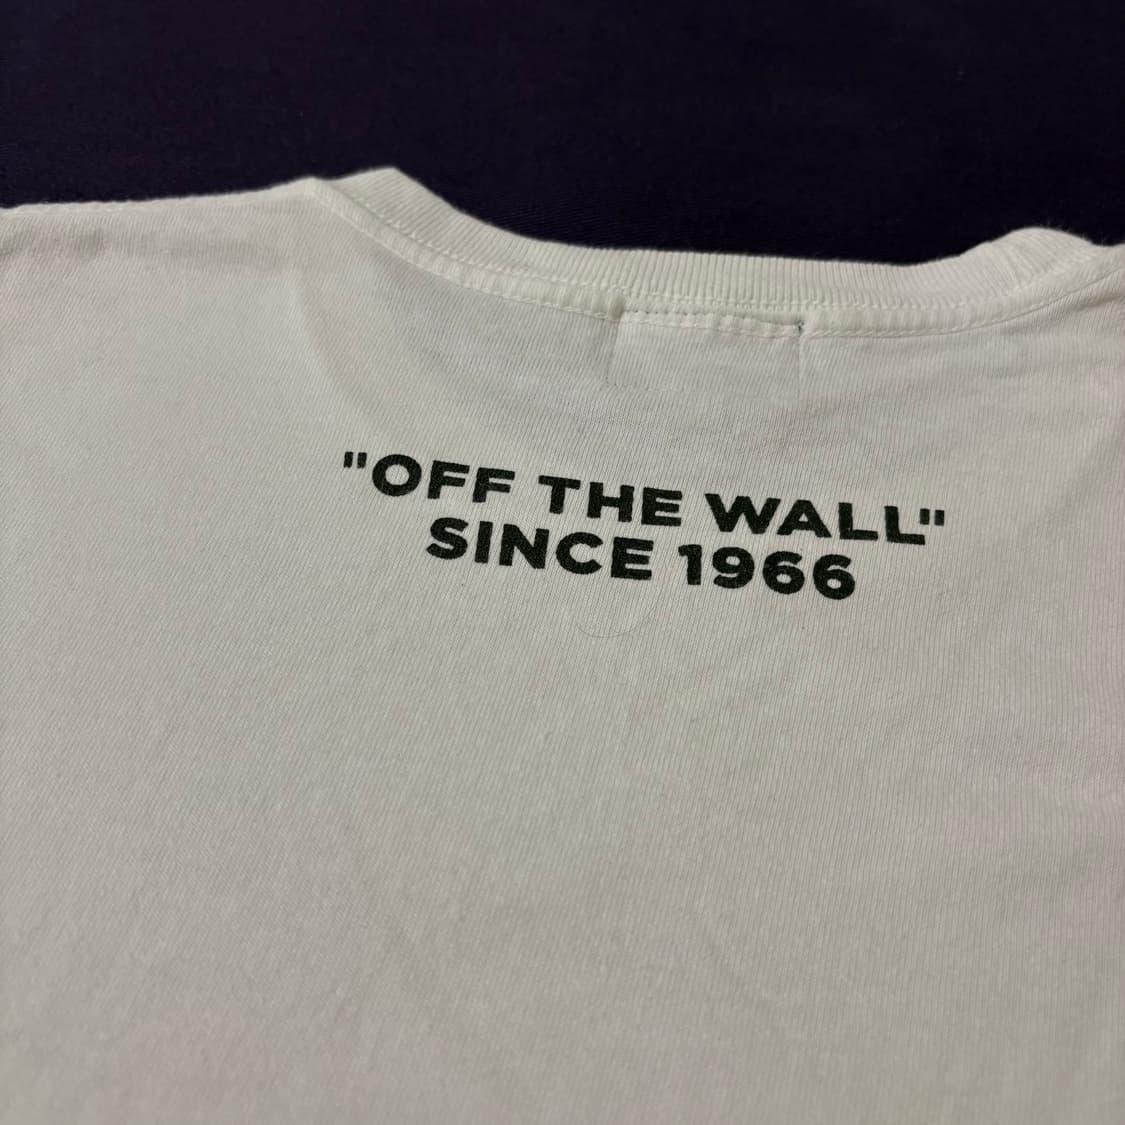 "OFF THE WALL"
SINCE 1966